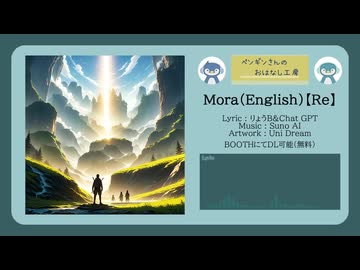 ペンギンさんの
おはなし工房
Mora(English)【Re】
Lyric : りょうB&Chat GPT
Music : Suno AI
Artwork : Uni Dream
BOOTHにてDL可能(無料)
Lyric